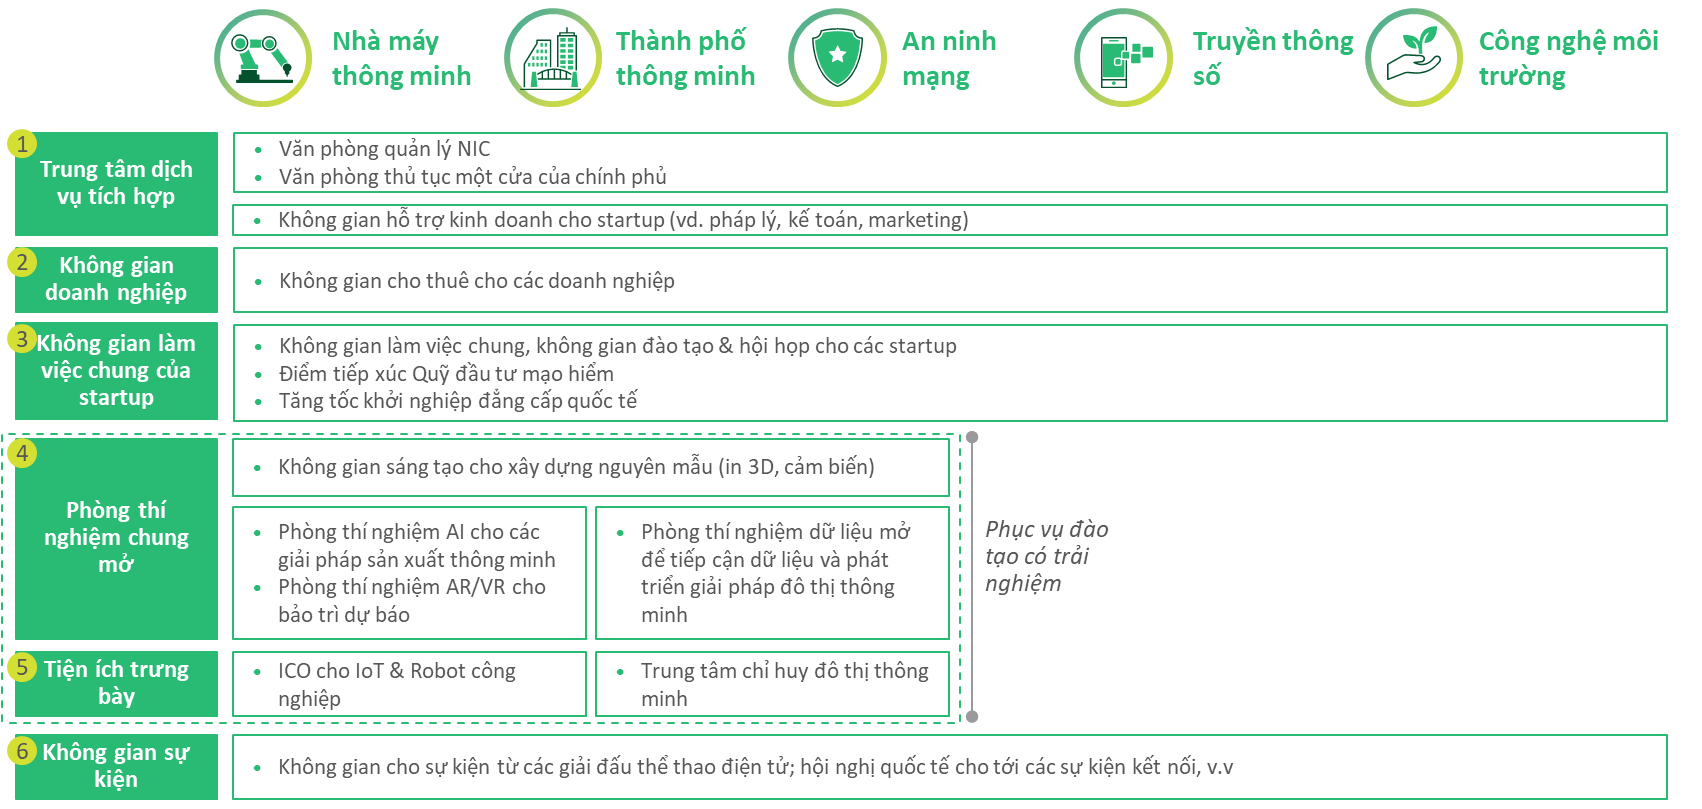 Nhà máy
thông minh
Thành phố
thông minh
An ninh
mạng
Truyền thông
số
Công nghệ môi
trường
1
Trung tâm dịch
vụ tích hợp
• Văn phòng quản lý NIC
• Văn phòng thủ tục một cửa của chính phủ
• Không gian hỗ trợ kinh doanh cho startup (vd. pháp lý, kế toán, marketing)
2
Không gian
doanh nghiệp
• Không gian cho thuê cho các doanh nghiệp
3
Không gian làm
việc chung của
startup
• Không gian làm việc chung, không gian đào tạo & hội họp cho các startup
• Điểm tiếp xúc Quỹ đầu tư mạo hiểm
• Tăng tốc khởi nghiệp đẳng cấp quốc tế
4
Phòng thí
nghiệm chung
mở
• Không gian sáng tạo cho xây dựng nguyên mẫu (in 3D, cảm biến)
• Phòng thí nghiệm AI cho các
giải pháp sản xuất thông minh
• Phòng thí nghiệm AR/VR cho
bảo trì dự báo
• Phòng thí nghiệm dữ liệu mở
để tiếp cận dữ liệu và phát
triển giải pháp đô thị thông
minh
Phục vụ đào
tạo có trải
nghiệm
5
Tiện ích trưng
bày
• ICO cho IoT & Robot công
nghiệp
• Trung tâm chỉ huy đô thị thông
minh
6
Không gian sự
kiện
• Không gian cho sự kiện từ các giải đấu thể thao điện tử; hội nghị quốc tế cho tới các sự kiện kết nối, v.v